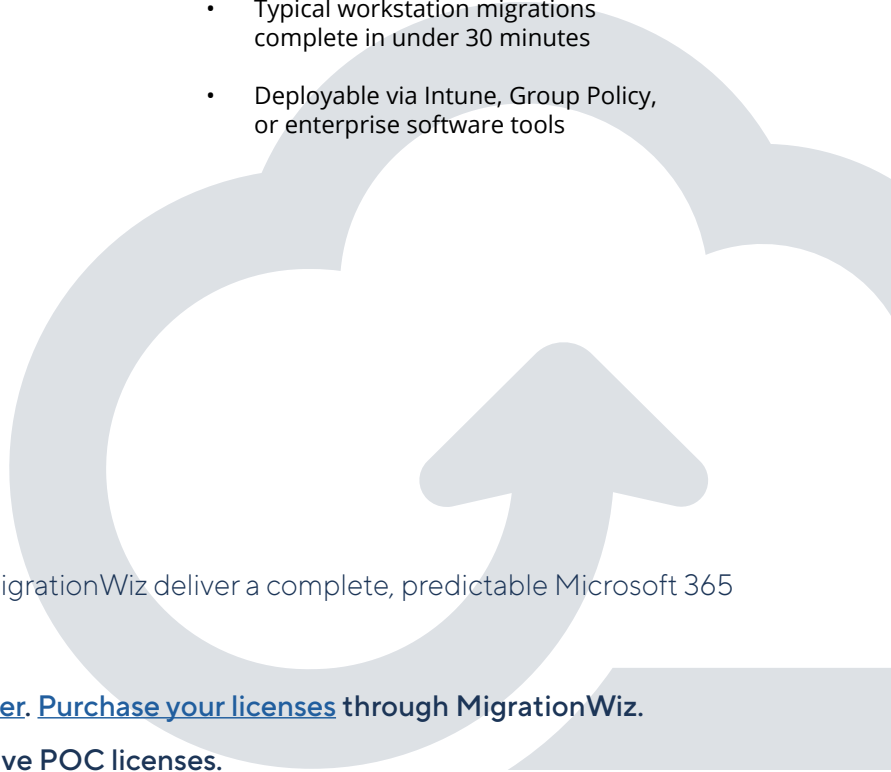 • Typical workstation migrations
complete in under 30 minutes
• Deployable via Intune, Group Policy,
or enterprise software tools
igrationWiz deliver a complete, predictable Microsoft 365
er. Purchase your licenses through MigrationWiz.
ve POC licenses.